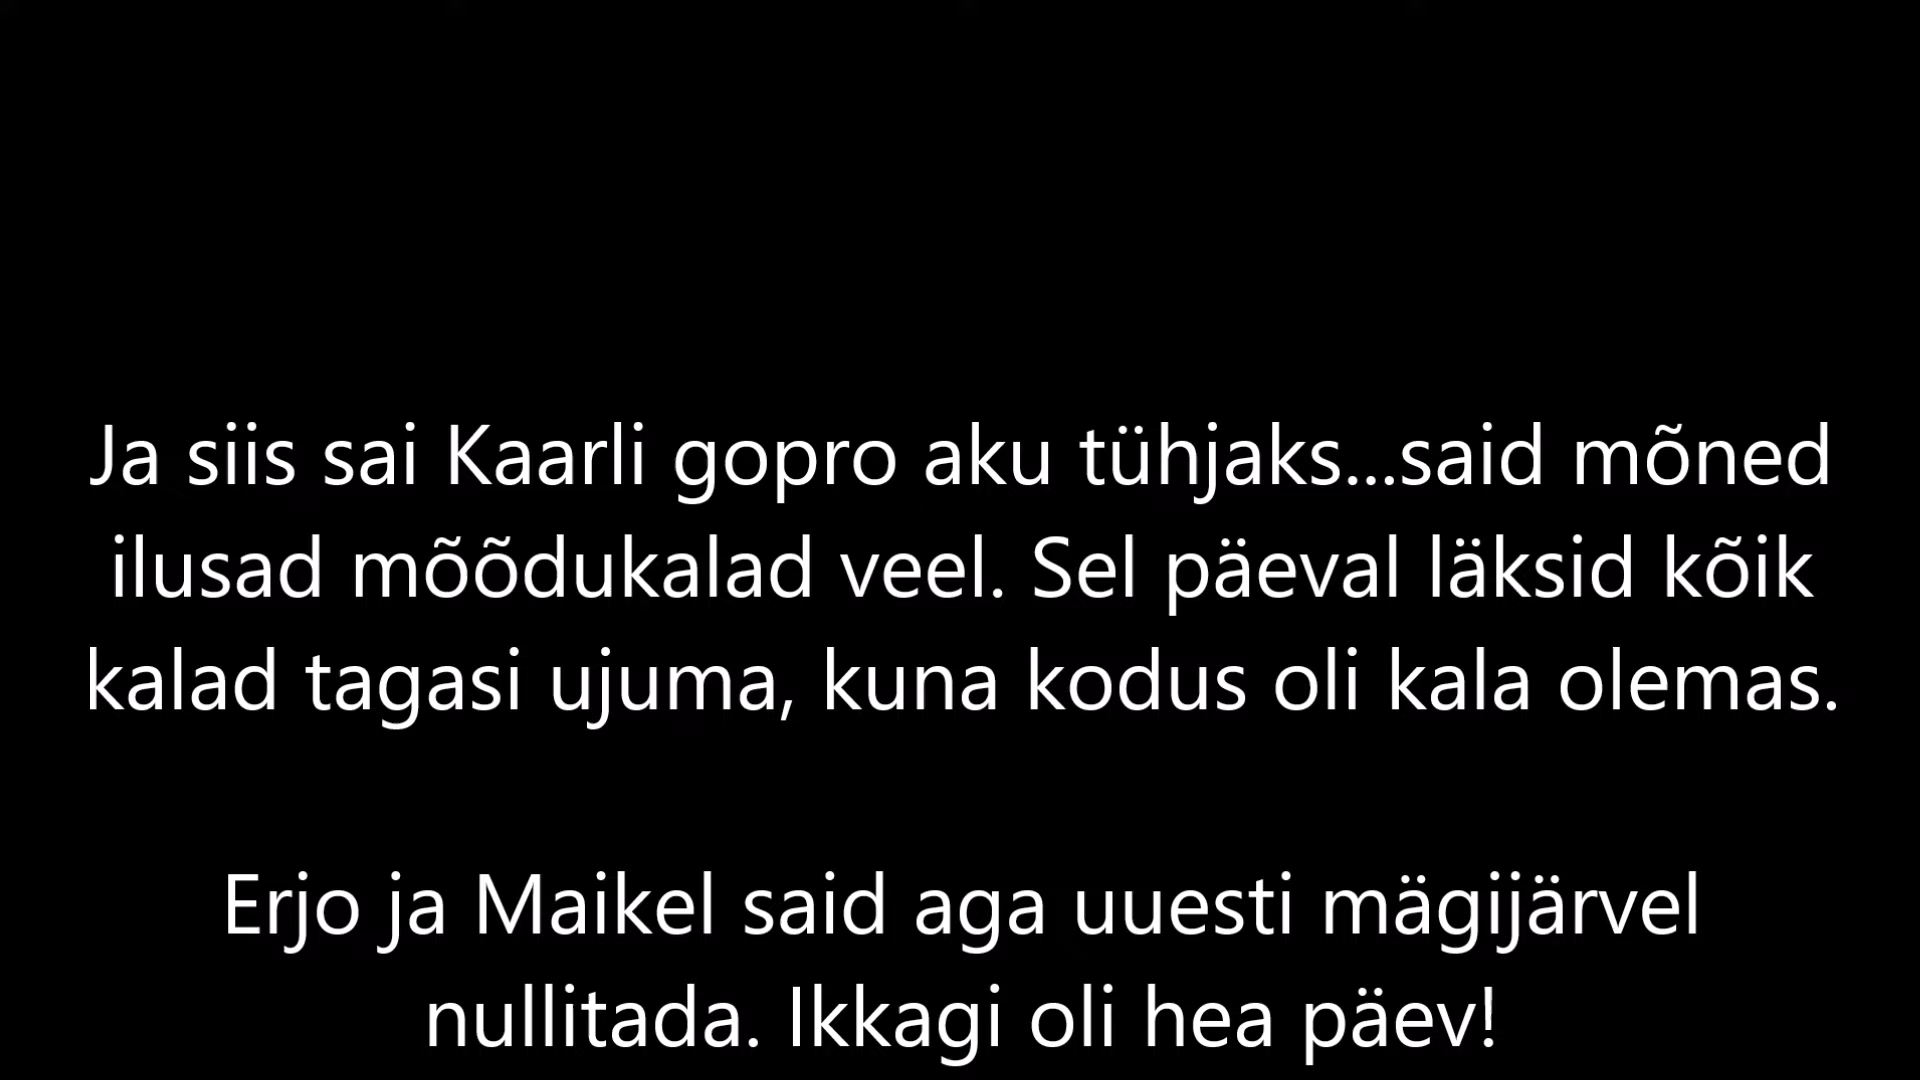 Ja siis sai Kaarli gopro aku tühjaks...said mõned
ilusad mõõdukalad veel. Sel päeval läksid kõik
kalad tagasi ujuma, kuna kodus oli kala olemas.
Erjo ja Maikel said aga uuesti mägijärvel
nullitada. Ikkagi oli hea päev!